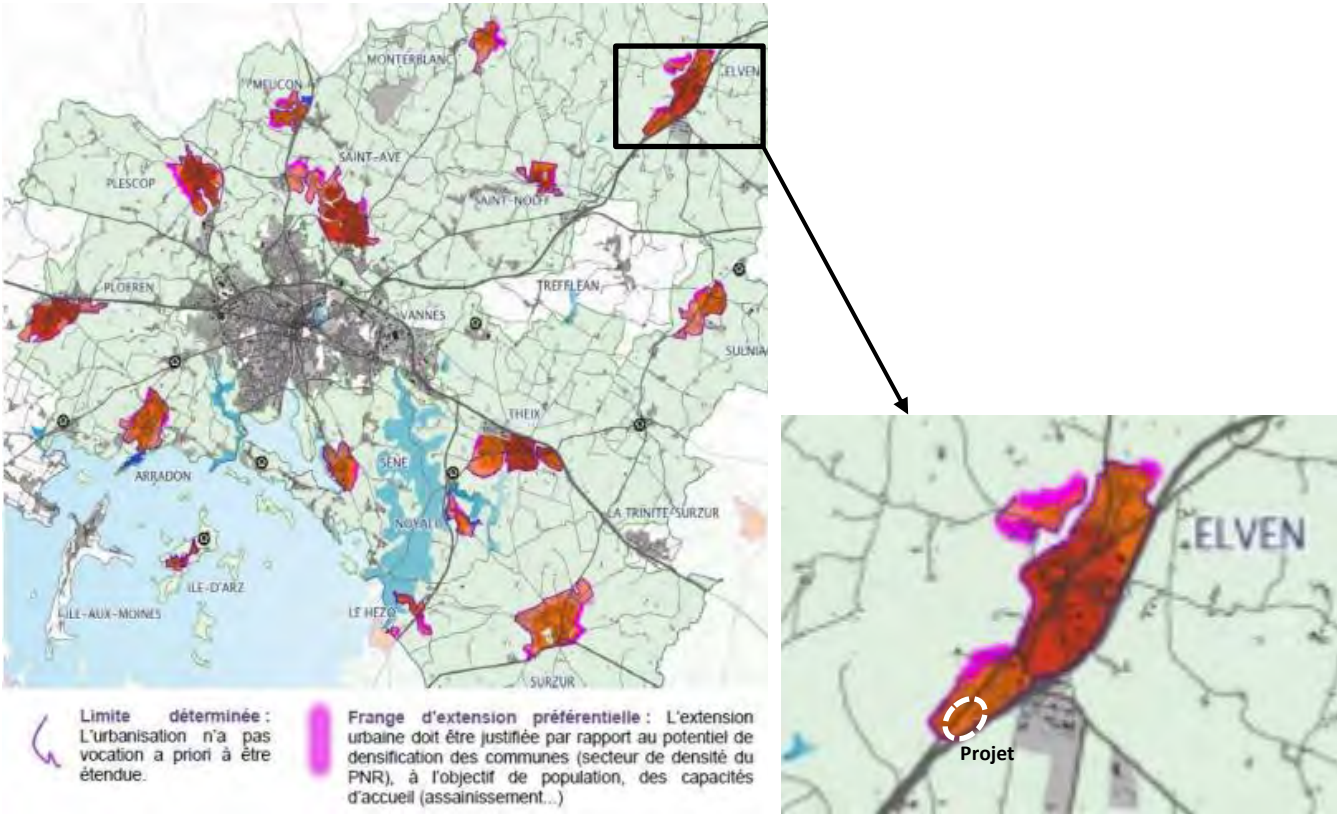 MONTERBLANC
ELVEN
MEUCON
SAINT-AVE
PLESCOP
SAINT-NOLFF
PLOEREN
TREFFLEAN
VANNES
SULNIA
THEIX
ARRADON
SENE
NOYALO
LA TRINITE-SURZUR
ILE-D'ARZ
ILE-AUX-MOINES
LE HEZO
SURZUR
ELVEN
Projet
Limite déterminée :
L'urbanisation n'a pas
vocation a priori à être
étendue.
Frange d'extension préférentielle : L'extension
urbaine doit être justifiée par rapport au potentiel de
densification des communes (secteur de densité du
PNR), à l'objectif de population, des capacités
d'accueil (assainissement...)